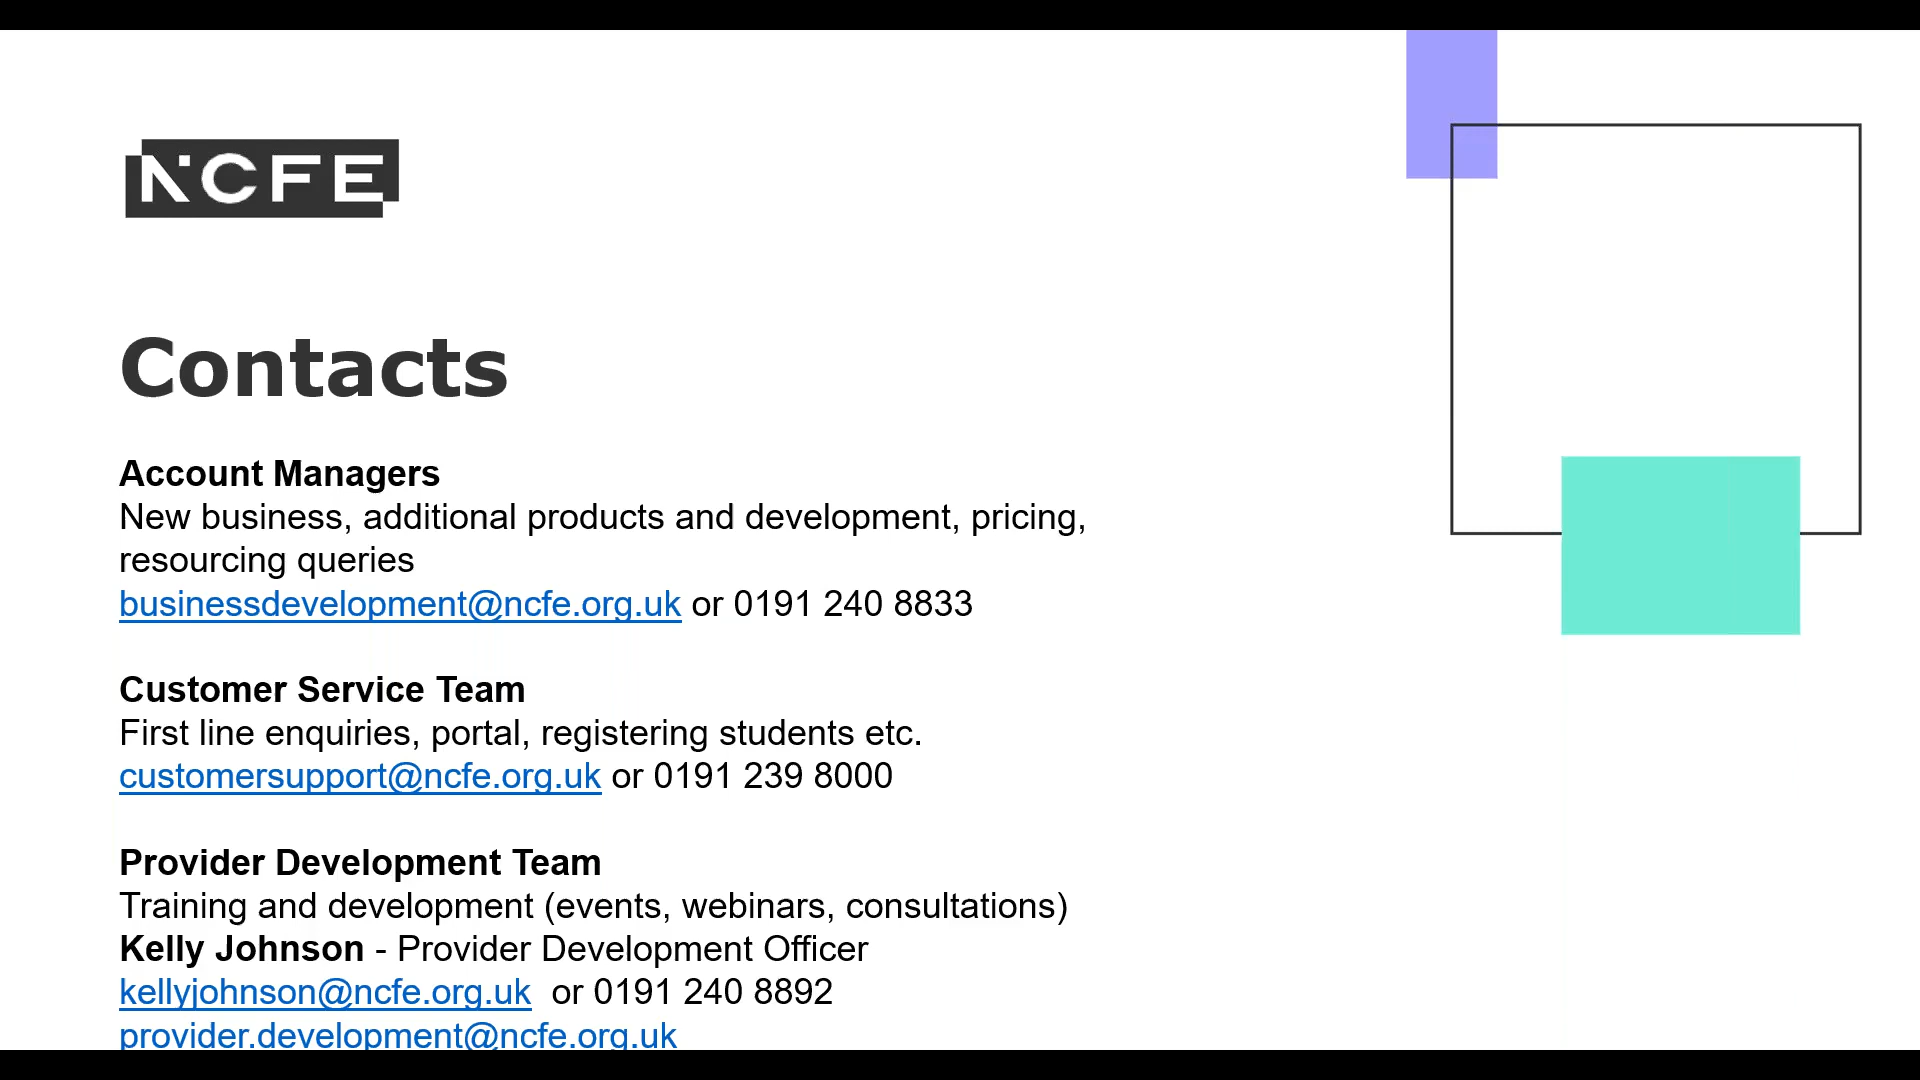 NCFE
Contacts
Account Managers
New business, additional products and development, pricing,
resourcing queries
businessdevelopment@ncfe.org.uk or 0191 240 8833
Customer Service Team
First line enquiries, portal, registering students etc.
customersupport@ncfe.org.uk or 0191 239 8000
Provider Development Team
Training and development (events, webinars, consultations)
Kelly Johnson - Provider Development Officer
kellyjohnson@ncfe.org.uk or 0191 240 8892
provider.development@ncfe.org.uk